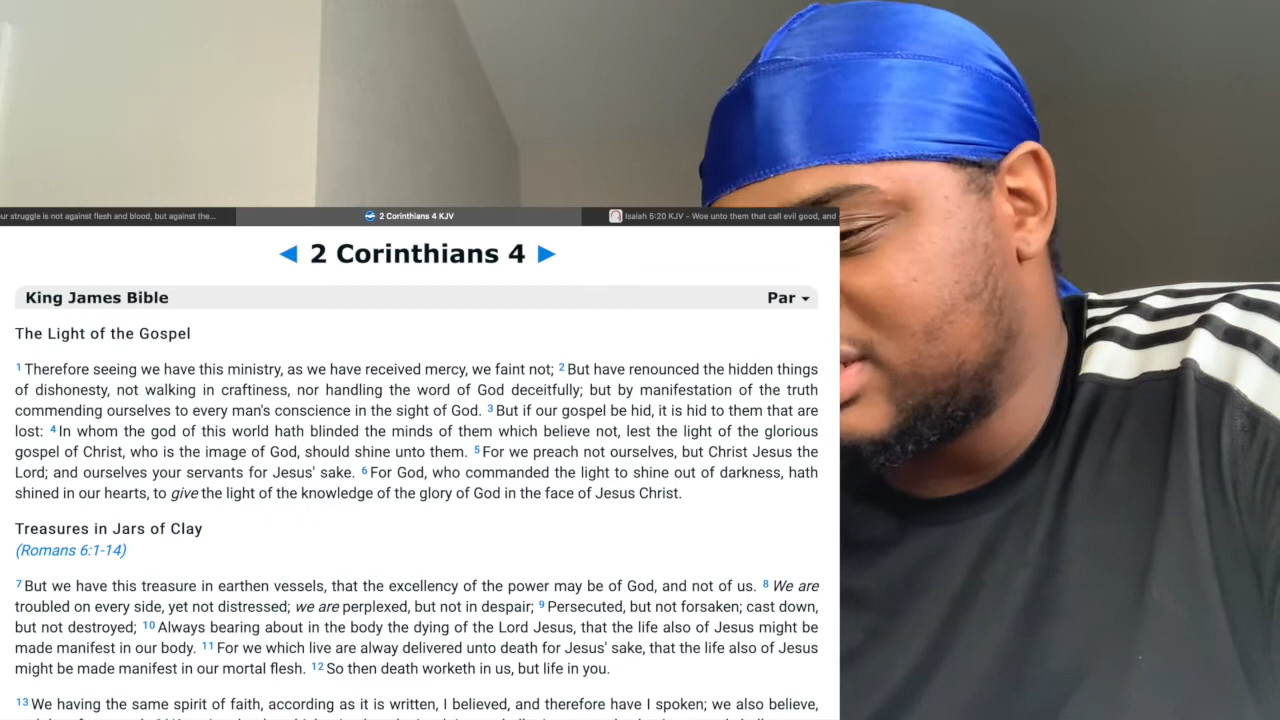 ur struggle is not against flesh and blood, but against the...
2 Corinthians 4 KJV
Isaiah 5:20 KJV - Woe unto them that call evil good, and
◀ 2 Corinthians 4 ▶
King James Bible
Par
The Light of the Gospel
1 Therefore seeing we have this ministry, as we have received mercy, we faint not; 2 But have renounced the hidden things
of dishonesty, not walking in craftiness, nor handling the word of God deceitfully; but by manifestation of the truth
commending ourselves to every man's conscience in the sight of God. 3 But if our gospel be hid, it is hid to them that are
lost: 4 In whom the god of this world hath blinded the minds of them which believe not, lest the light of the glorious
gospel of Christ, who is the image of God, should shine unto them. 5 For we preach not ourselves, but Christ Jesus the
Lord; and ourselves your servants for Jesus' sake. 6 For God, who commanded the light to shine out of darkness, hath
shined in our hearts, to give the light of the knowledge of the glory of God in the face of Jesus Christ.
Treasures in Jars of Clay
(Romans 6:1-14)
7 But we have this treasure in earthen vessels, that the excellency of the power may be of God, and not of us. 8 We are
troubled on every side, yet not distressed; we are perplexed, but not in despair; 9 Persecuted, but not forsaken; cast down,
but not destroyed; 10 Always bearing about in the body the dying of the Lord Jesus, that the life also of Jesus might be
made manifest in our body. 11 For we which live are alway delivered unto death for Jesus' sake, that the life also of Jesus
might be made manifest in our mortal flesh. 12 So then death worketh in us, but life in you.
13 We having the same spirit of faith, according as it is written, I believed, and therefore have I spoken; we also believe,